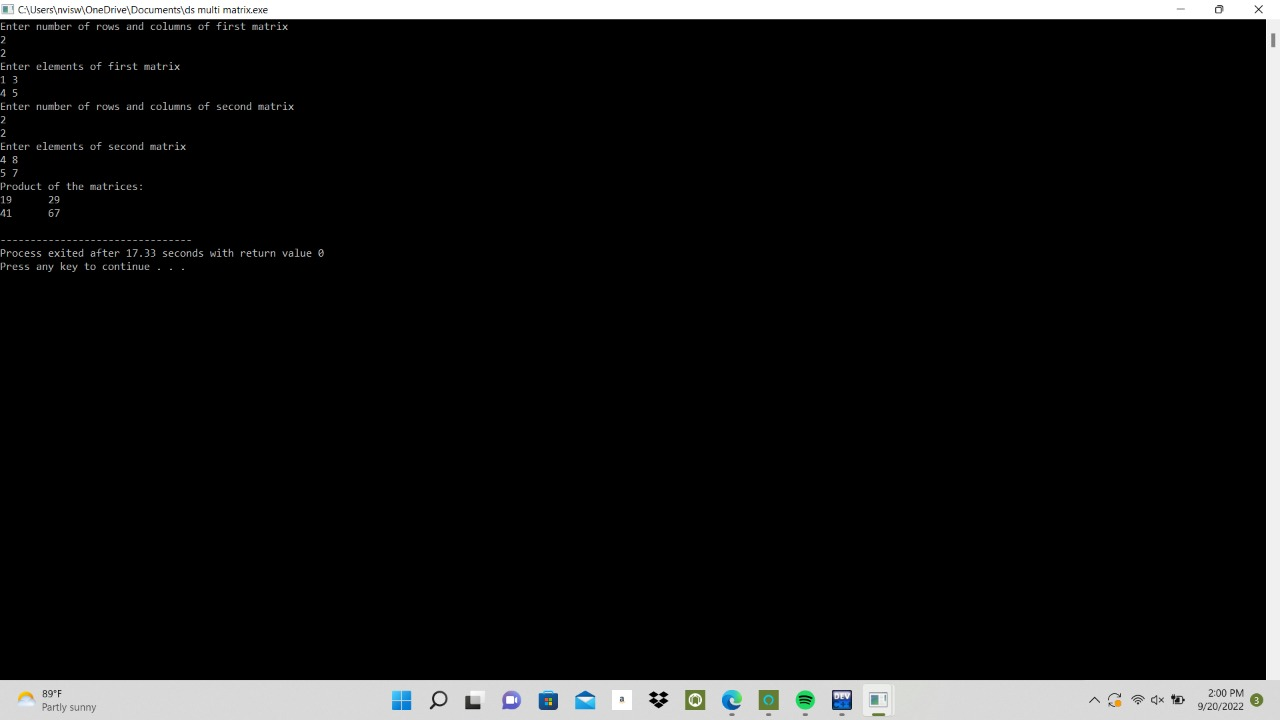 C:\Users\nvisw\OneDrive\Documents\ds multi matrix.exe
Enter number of rows and columns of first matrix
2
2
Enter elements of first matrix
1 3
4 5
Enter number of rows and columns of second matrix
2
2
Enter elements of second matrix
4 8
5 7
Product of the matrices:
19      29
41      67
--------------------------------
Process exited after 17.33 seconds with return value 0
Press any key to continue . . .
89°F
Partly sunny
a
DEV
2:00 PM
9/20/2022
3